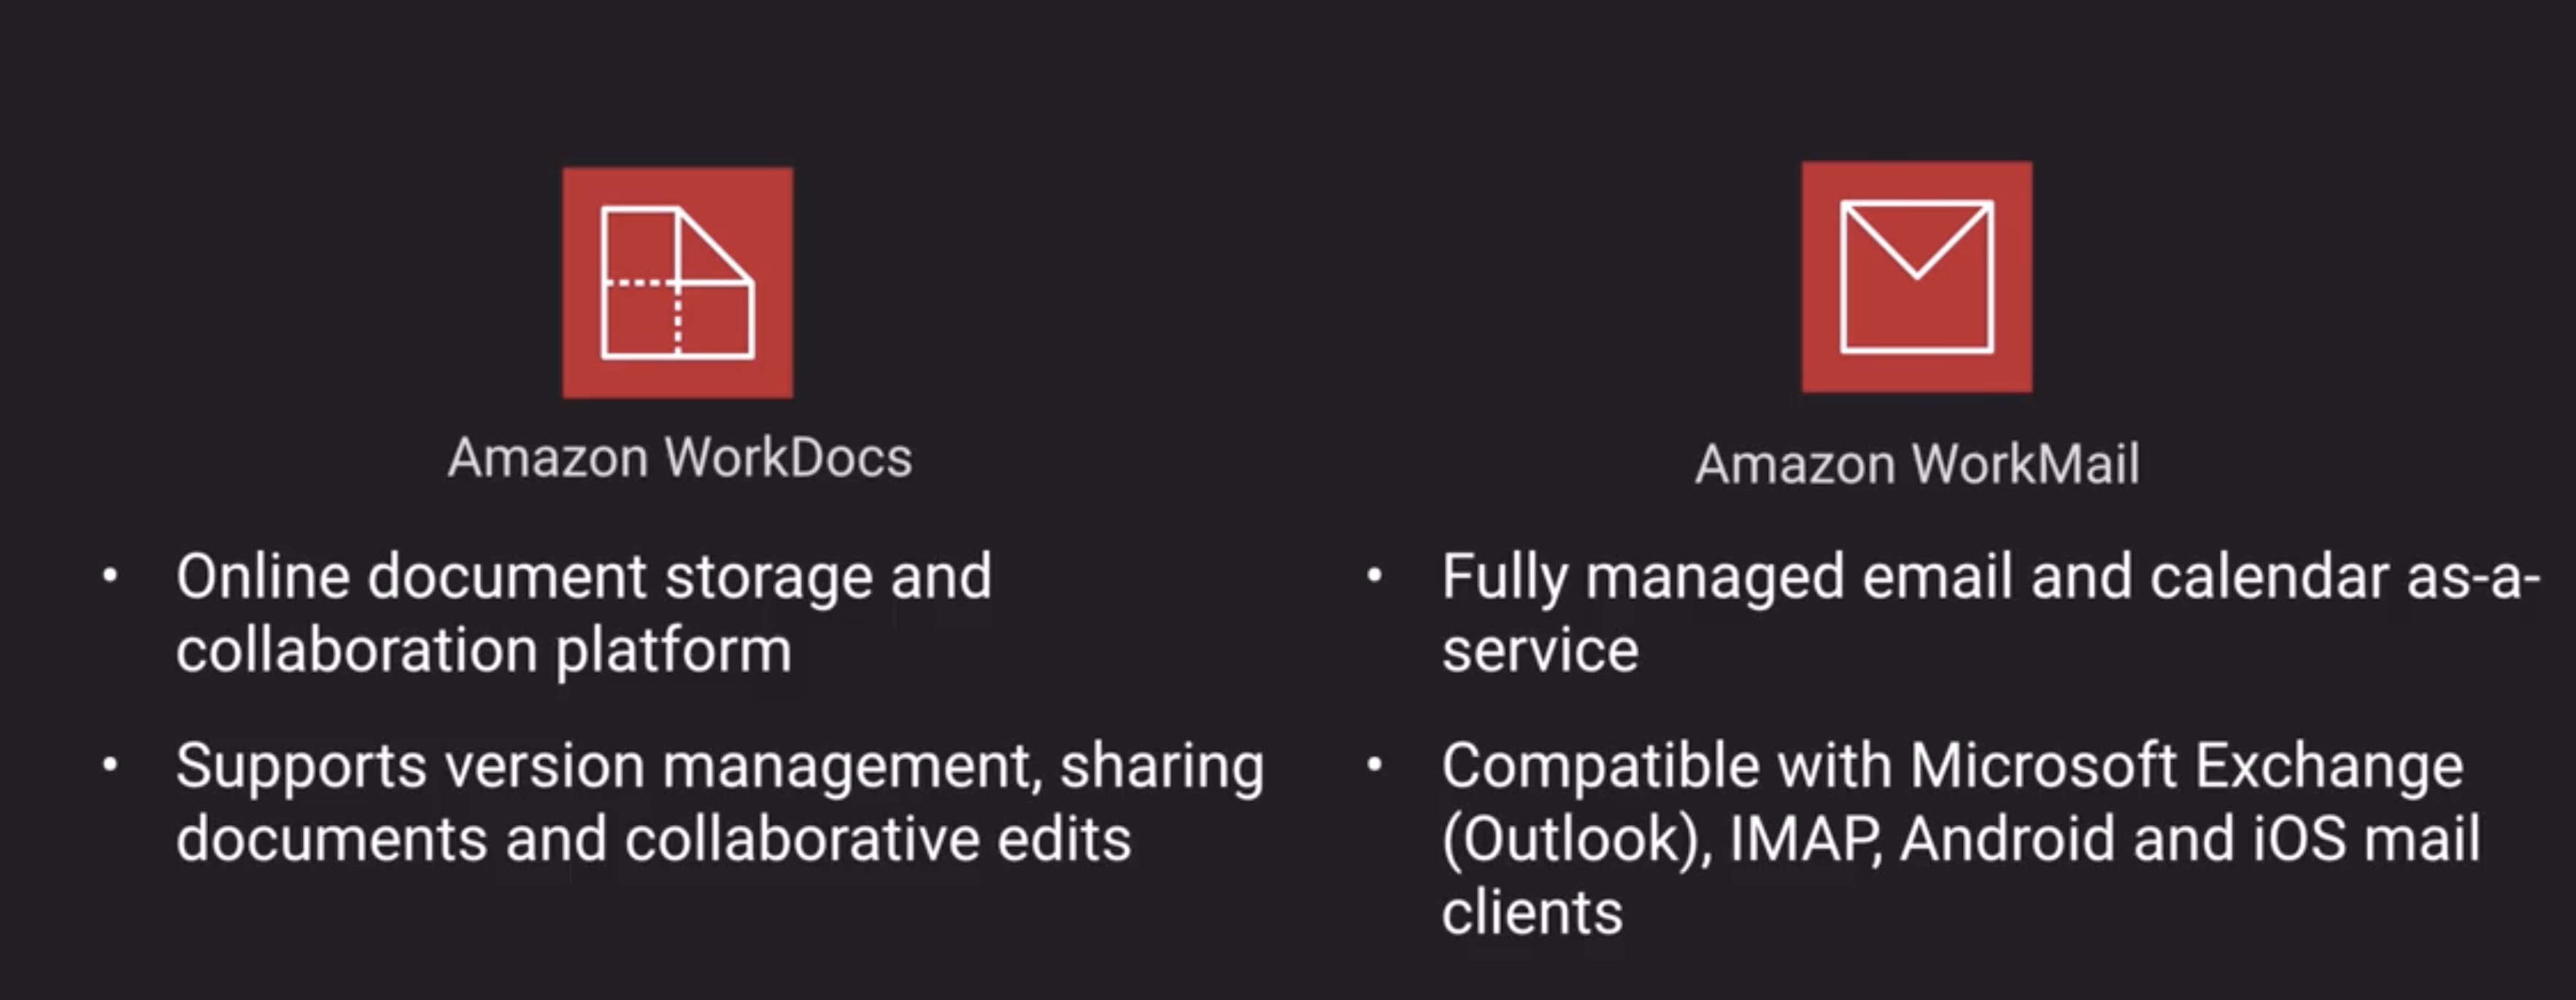 Amazon WorkDocs
• Online document storage and
collaboration platform
• Supports version management, sharing
documents and collaborative edits
Amazon WorkMail
• Fully managed email and calendar as-a-
service
• Compatible with Microsoft Exchange
(Outlook), IMAP, Android and iOS mail
clients